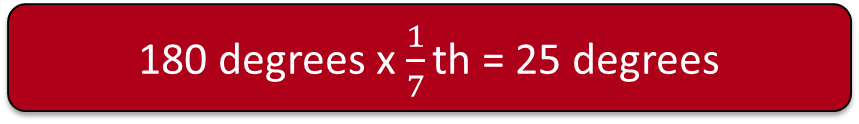 180 degrees x 1/7 th = 25 degrees